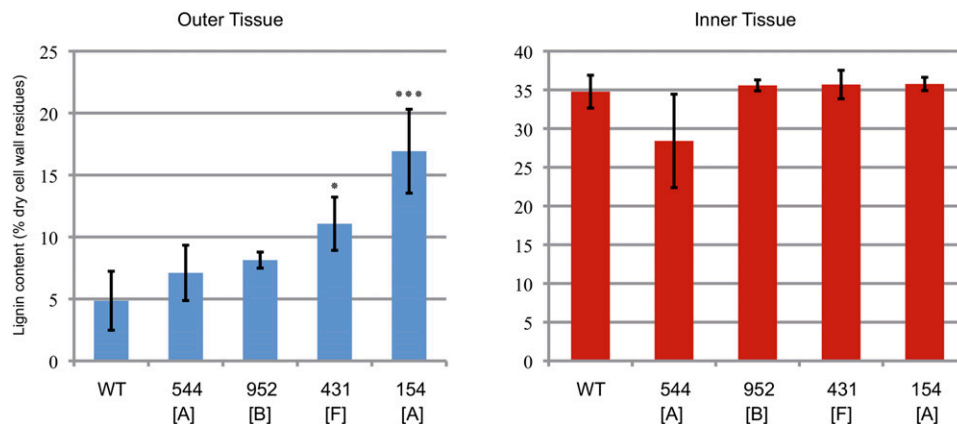 Outer Tissue
Lignin content (% dry cell wall residues)
25
20
15
10
5
0
*
***
WT 544 952 431 154
[A] [B] [F] [A]
Inner Tissue
40
35
30
25
20
15
10
5
0
WT 544 952 431 154
[A] [B] [F] [A]